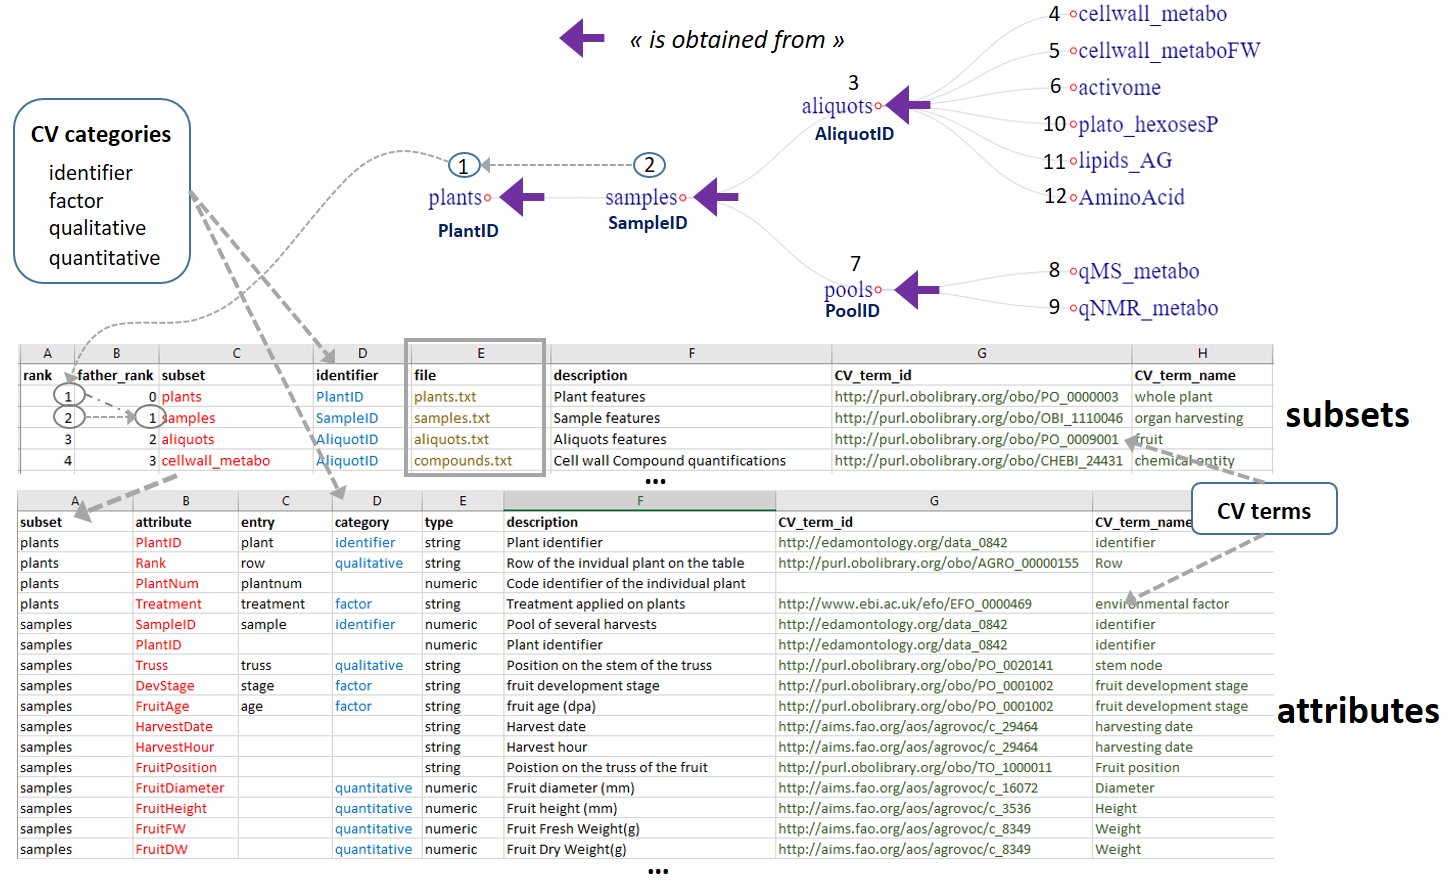 « is obtained from »
4 cellwall_metabo
5 cellwall_metaboFW
6 activome
10 plato_hexosesP
11 lipids_AG
12 AminoAcid
3
aliquots
AliquotID
CV categories
identifier
factor
qualitative
quantitative
1
plants
PlantID
2
samples
SampleID
7
pools
PoolID
8 qMS_metabo
9 qNMR_metabo
A B C D E F G H
rank father_rank subset identifier file description CV_term_id CV_term_name
1 0 plants PlantID plants.txt Plant features http://purl.obolibrary.org/obo/PO_0000003 whole plant
2 1 samples SampleID samples.txt Sample features http://purl.obolibrary.org/obo/OBI_1110046 organ harvesting
3 2 aliquots AliquotID aliquots.txt Aliquots features http://purl.obolibrary.org/obo/PO_0009001 fruit
4 3 cellwall_metabo AliquotID compounds.txt Cell wall Compound quantifications http://purl.obolibrary.org/obo/CHEBI_24431 chemical entity
...
subsets
CV terms
A B C D E F G
subset attribute entry category type description CV_term_id CV_term_name
plants PlantID plant identifier string Plant identifier http://edamontology.org/data_0842 identifier
plants Rank row qualitative string Row of the invidual plant on the table http://purl.obolibrary.org/obo/AGRO_00000155 Row
plants PlantNum plantnum numeric Code identifier of the individual plant
plants Treatment treatment factor string Treatment applied on plants http://www.ebi.ac.uk/efo/EFO_0000469 environmental factor
samples SampleID sample identifier numeric Pool of several harvests http://edamontology.org/data_0842 identifier
samples PlantID numeric Plant identifier http://edamontology.org/data_0842 identifier
samples Truss truss qualitative string Position on the stem of the truss http://purl.obolibrary.org/obo/PO_0020141 stem node
samples DevStage stage factor string fruit development stage http://purl.obolibrary.org/obo/PO_0001002 fruit development stage
samples FruitAge age factor string fruit age (dpa) http://purl.obolibrary.org/obo/PO_0001002 fruit development stage
samples HarvestDate string Harvest date http://aims.fao.org/aos/agrovoc/c_29464 harvesting date
samples HarvestHour string Harvest hour http://aims.fao.org/aos/agrovoc/c_29464 harvesting date
samples FruitPosition string Poistion on the truss of the fruit http://purl.obolibrary.org/obo/TO_1000011 Fruit position
samples FruitDiameter quantitative numeric Fruit diameter (mm) http://aims.fao.org/aos/agrovoc/c_16072 Diameter
samples FruitHeight quantitative numeric Fruit height (mm) http://aims.fao.org/aos/agrovoc/c_3536 Height
samples FruitFW quantitative numeric Fruit Fresh Weight(g) http://aims.fao.org/aos/agrovoc/c_8349 Weight
samples FruitDW quantitative numeric Fruit Dry Weight(g) http://aims.fao.org/aos/agrovoc/c_8349 Weight
...
attributes